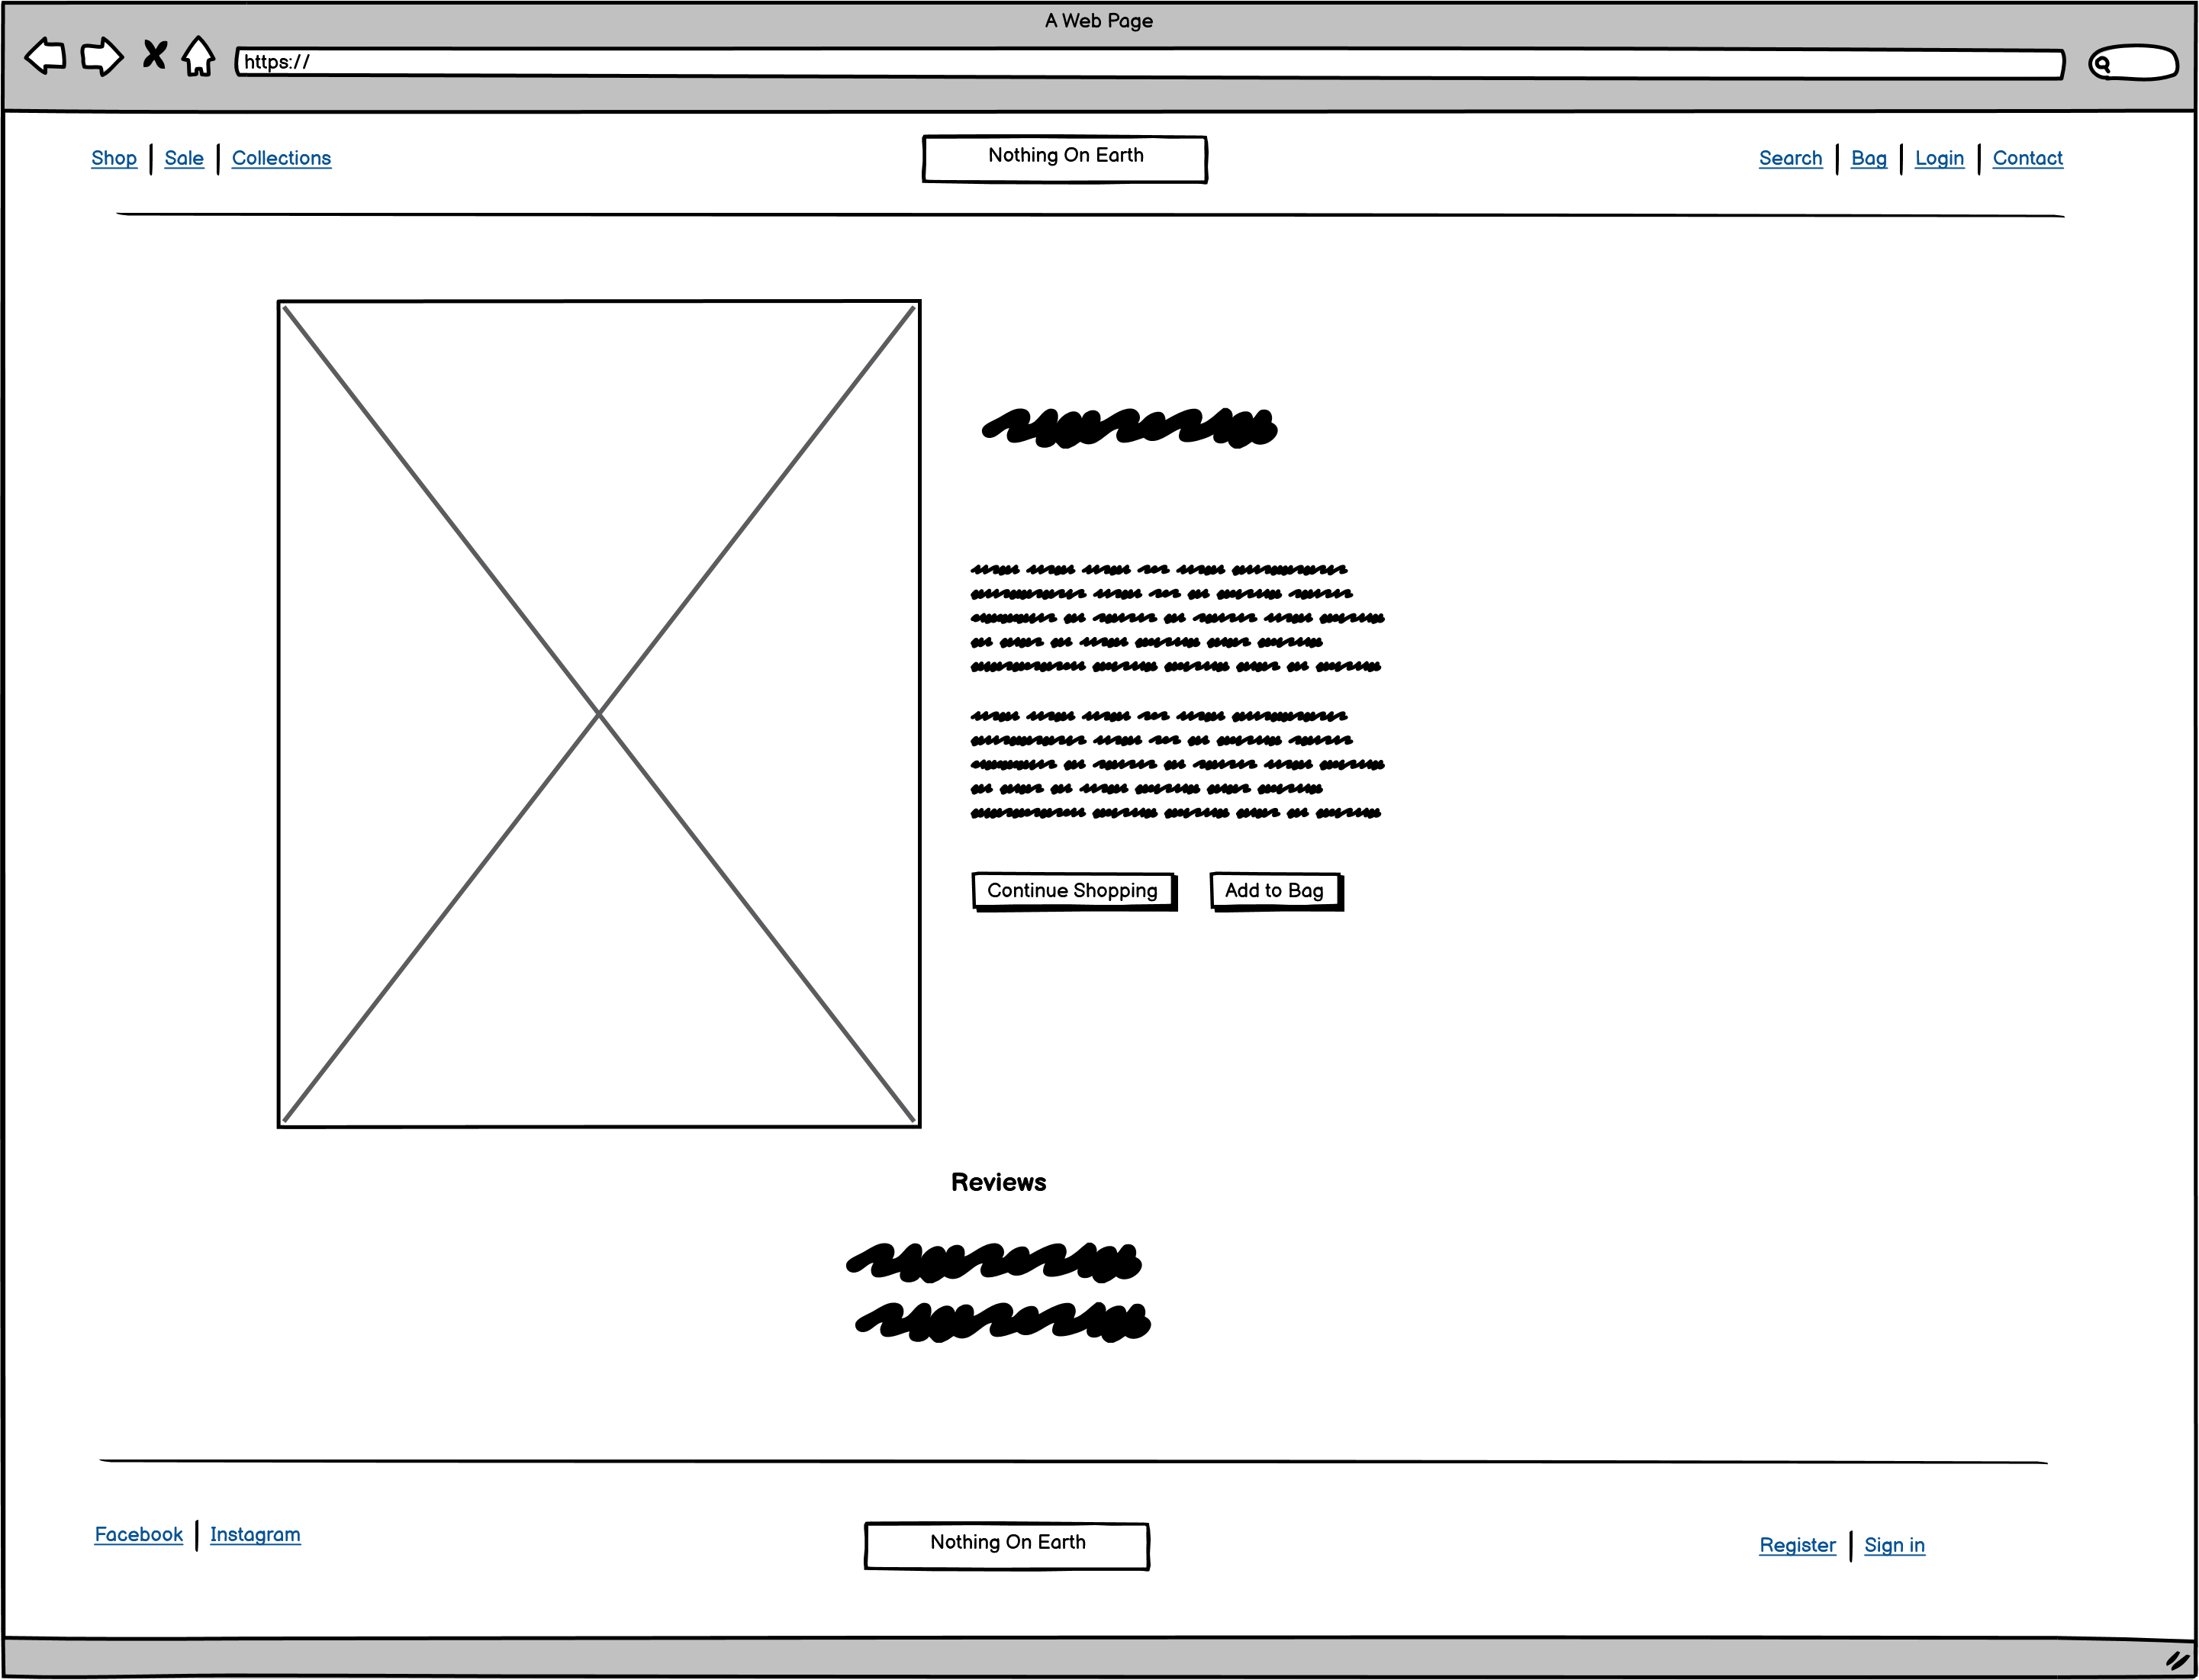 A Web Page
https://
Shop | Sale | Collections
Nothing On Earth
Search | Bag | Login | Contact
Continue Shopping
Add to Bag
Reviews
Facebook | Instagram
Nothing On Earth
Register | Sign in